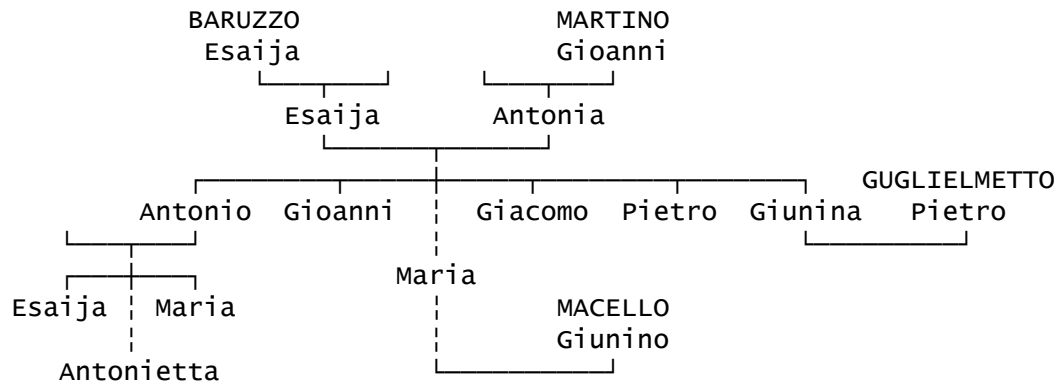 BARUZZO MARTINO
Esaija Gioanni
Esaija Antonia
GUGLIELMETTO
Antonio Gioanni Giacomo Pietro Giunina Pietro
Maria
Esaija Maria MACELLO
Giunino
Antonietta